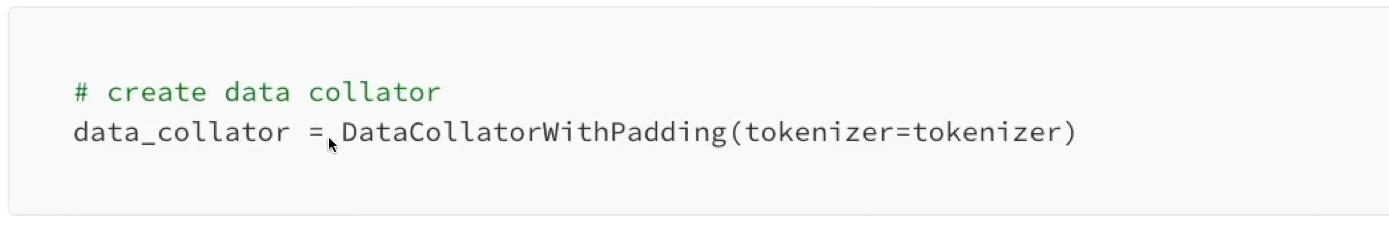 # create data collator
data_collator = DataCollatorWithPadding(tokenizer=tokenizer)